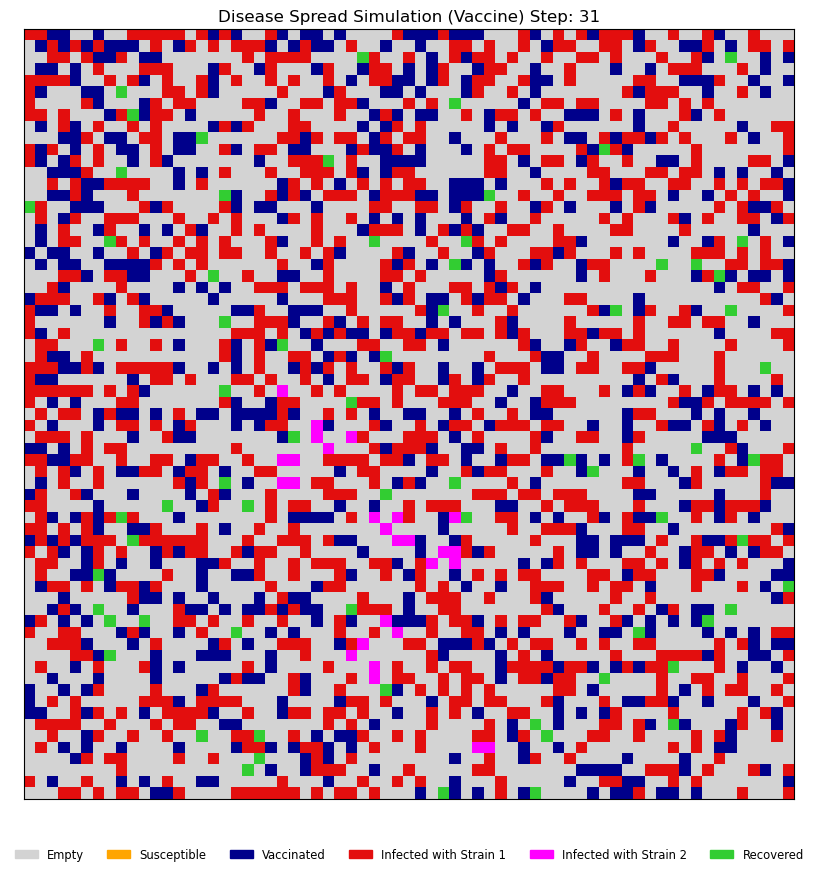 Disease Spread Simulation (Vaccine) Step: 31
Empty Susceptible Vaccinated Infected with Strain 1 Infected with Strain 2 Recovered